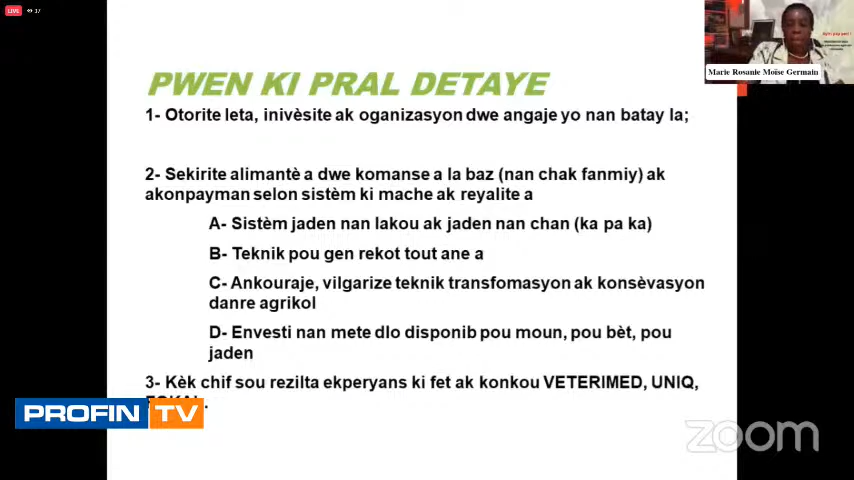 LIVE 17
Marie Rosanie Moïse Germain
PWEN KI PRAL DETAYE
1- Otorite leta, inivèsite ak oganizasyon dwe angaje yo nan batay la;
2- Sekirite alimantè a dwe komanse a la baz (nan chak fanmiy) ak
akonpayman selon sistèm ki mache ak reyalite a
A- Sistèm jaden nan lakou ak jaden nan chan (ka pa ka)
B- Teknik pou gen rekot tout ane a
C- Ankouraje, vilgarize teknik transfomasyon ak konsèvasyon
danre agrikol
D- Envesti nan mete dlo disponib pou moun, pou bèt, pou
jaden
3- Kèk chif sou rezilta ekperyans ki fet ak konkou VETERIMED, UNIQ,
PROFIN TV
zoom